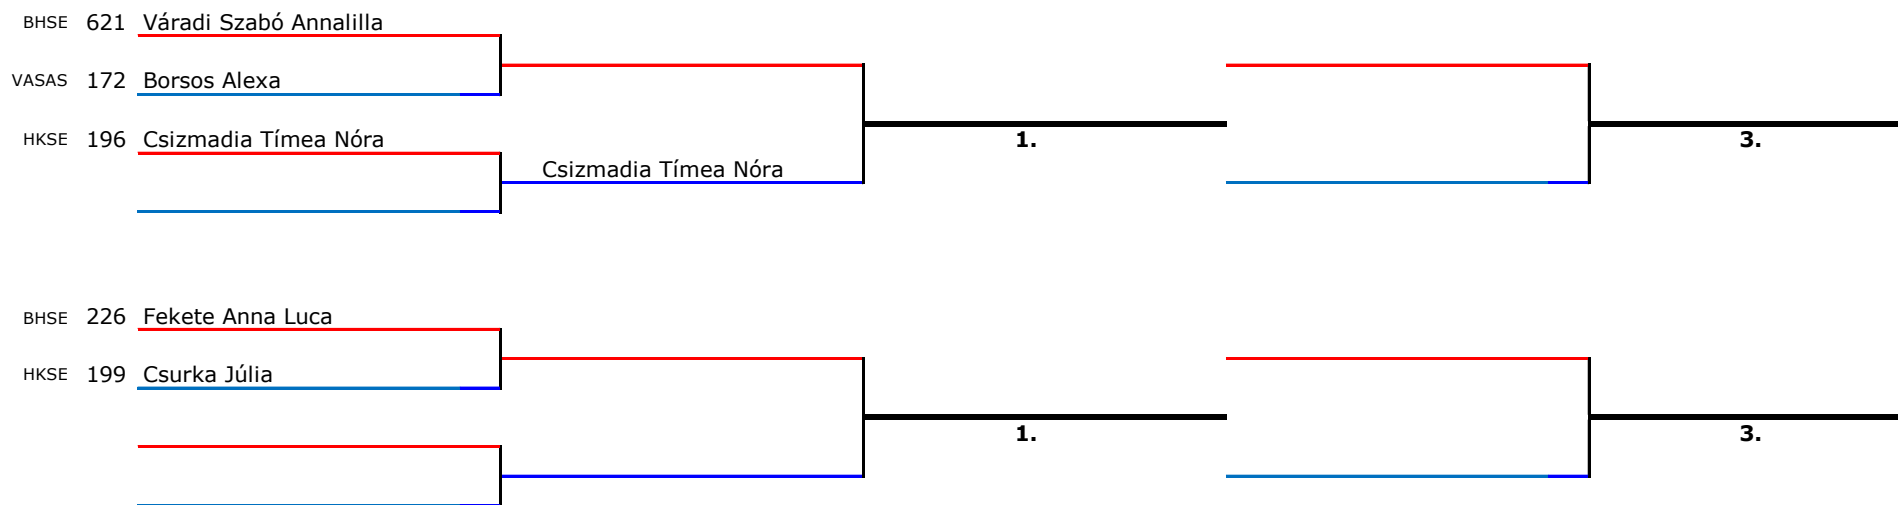 BHSE 621 Váradi Szabó Annalilla
VASAS 172 Borsos Alexa
HKSE 196 Csizmadia Tímea Nóra
1.
3.
Csizmadia Tímea Nóra
BHSE 226 Fekete Anna Luca
HKSE 199 Csurka Júlia
1.
3.